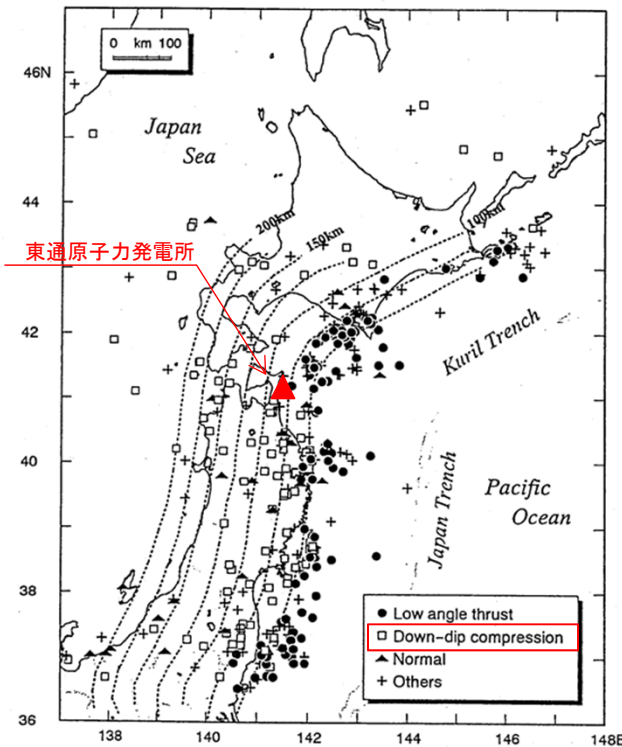 0 km 100
46N
Japan
Sea
44
200km
150km
100km
東通原子力発電所
42
Kuril Trench
40
Japan Trench
Pacific
Ocean
38
Low angle thrust
Down-dip compression
Normal
Others
36
138
140
142
144
146
148E